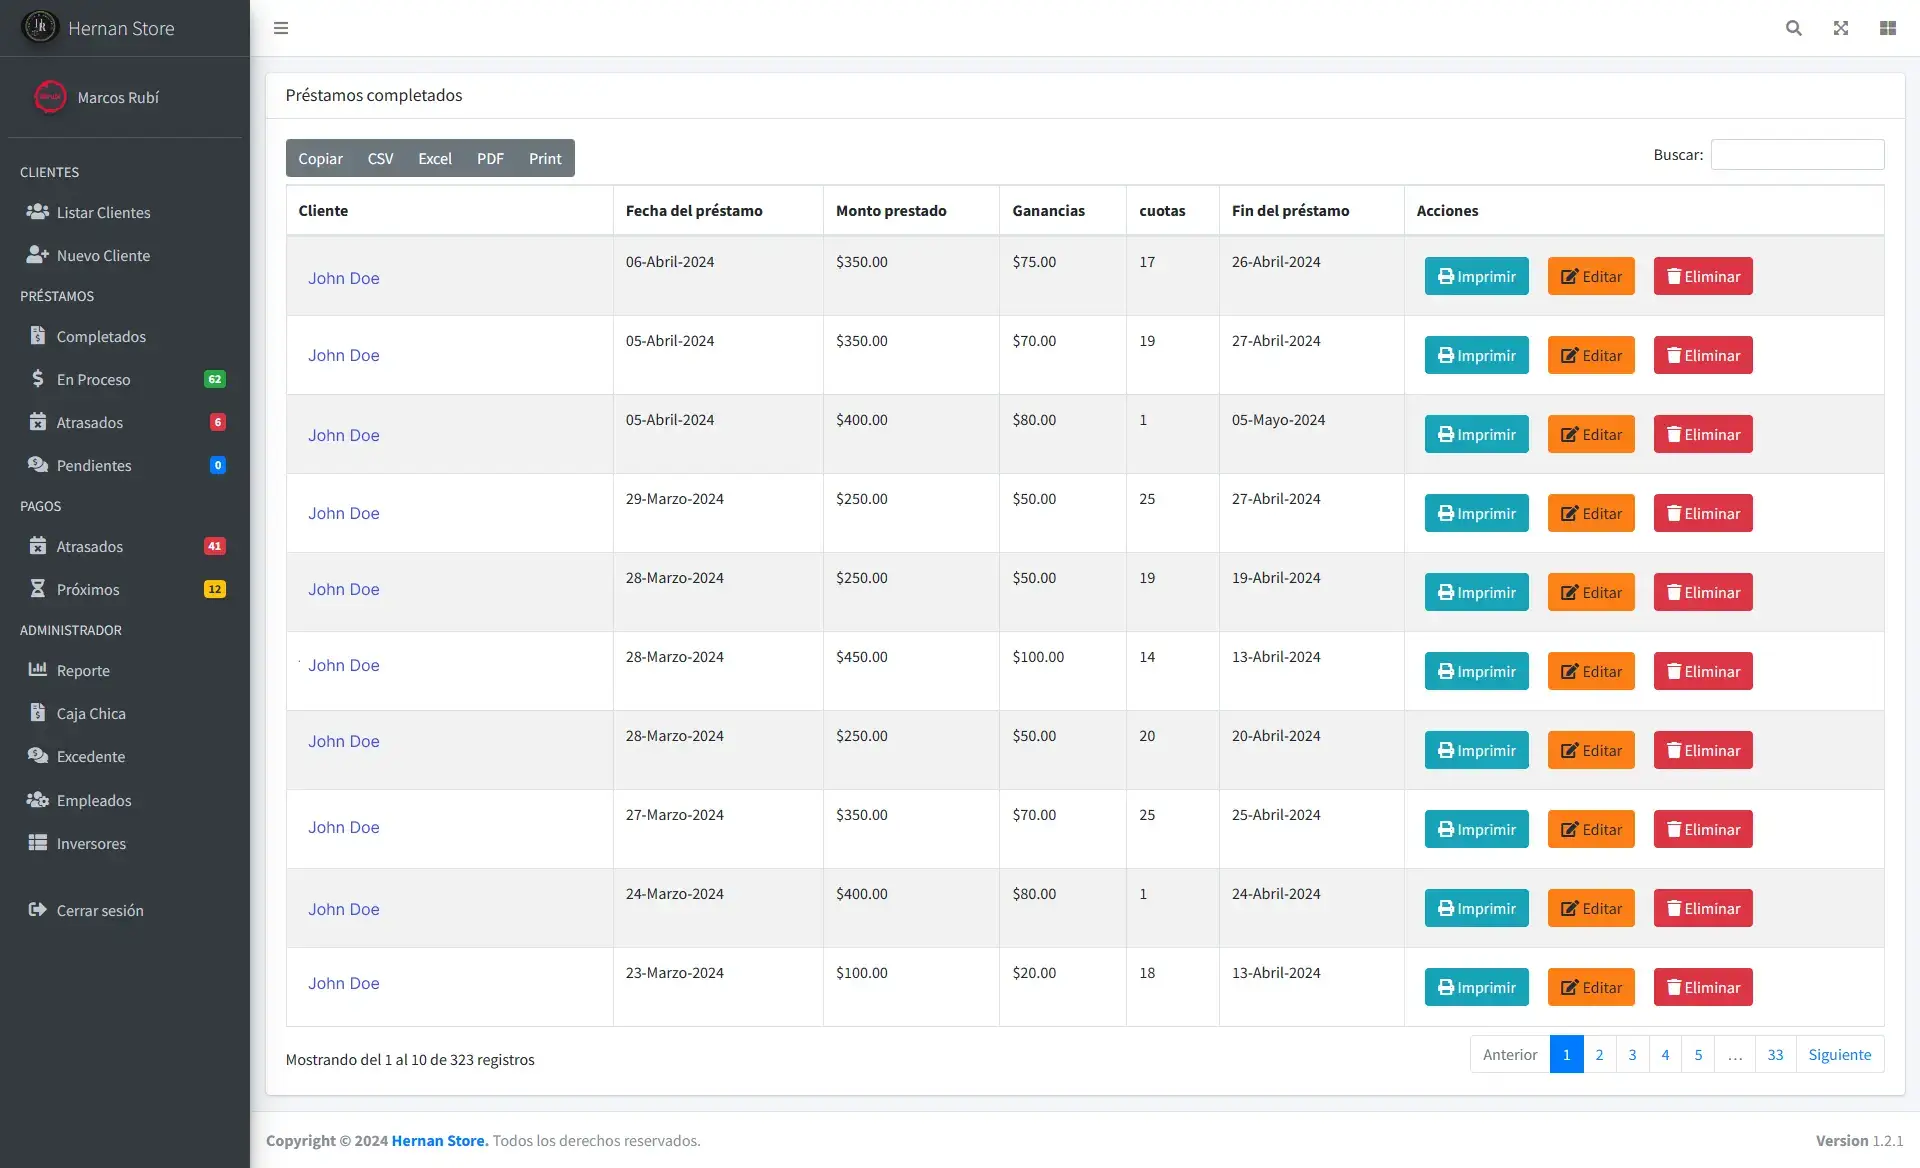 Hernan Store
Marcos Rubí
CLIENTES
Listar Clientes
Nuevo Cliente
PRÉSTAMOS
Completados
En Proceso 62
Atrasados 6
Pendientes 0
PAGOS
Atrasados 41
Próximos 12
ADMINISTRADOR
Reporte
Caja Chica
Excedente
Empleados
Inversores
Cerrar sesión
Préstamos completados
Copiar CSV Excel PDF Print
Buscar:
Cliente Fecha del préstamo Monto prestado Ganancias cuotas Fin del préstamo Acciones
John Doe 06-Abril-2024 $350.00 $75.00 17 26-Abril-2024 Imprimir Editar Eliminar
John Doe 05-Abril-2024 $350.00 $70.00 19 27-Abril-2024 Imprimir Editar Eliminar
John Doe 05-Abril-2024 $400.00 $80.00 1 05-Mayo-2024 Imprimir Editar Eliminar
John Doe 29-Marzo-2024 $250.00 $50.00 25 27-Abril-2024 Imprimir Editar Eliminar
John Doe 28-Marzo-2024 $250.00 $50.00 19 19-Abril-2024 Imprimir Editar Eliminar
John Doe 28-Marzo-2024 $450.00 $100.00 14 13-Abril-2024 Imprimir Editar Eliminar
John Doe 28-Marzo-2024 $250.00 $50.00 20 20-Abril-2024 Imprimir Editar Eliminar
John Doe 27-Marzo-2024 $350.00 $70.00 25 25-Abril-2024 Imprimir Editar Eliminar
John Doe 24-Marzo-2024 $400.00 $80.00 1 24-Abril-2024 Imprimir Editar Eliminar
John Doe 23-Marzo-2024 $100.00 $20.00 18 13-Abril-2024 Imprimir Editar Eliminar
Mostrando del 1 al 10 de 323 registros
Anterior 1 2 3 4 5 … 33 Siguiente
Copyright © 2024 Hernan Store. Todos los derechos reservados.
Version 1.2.1